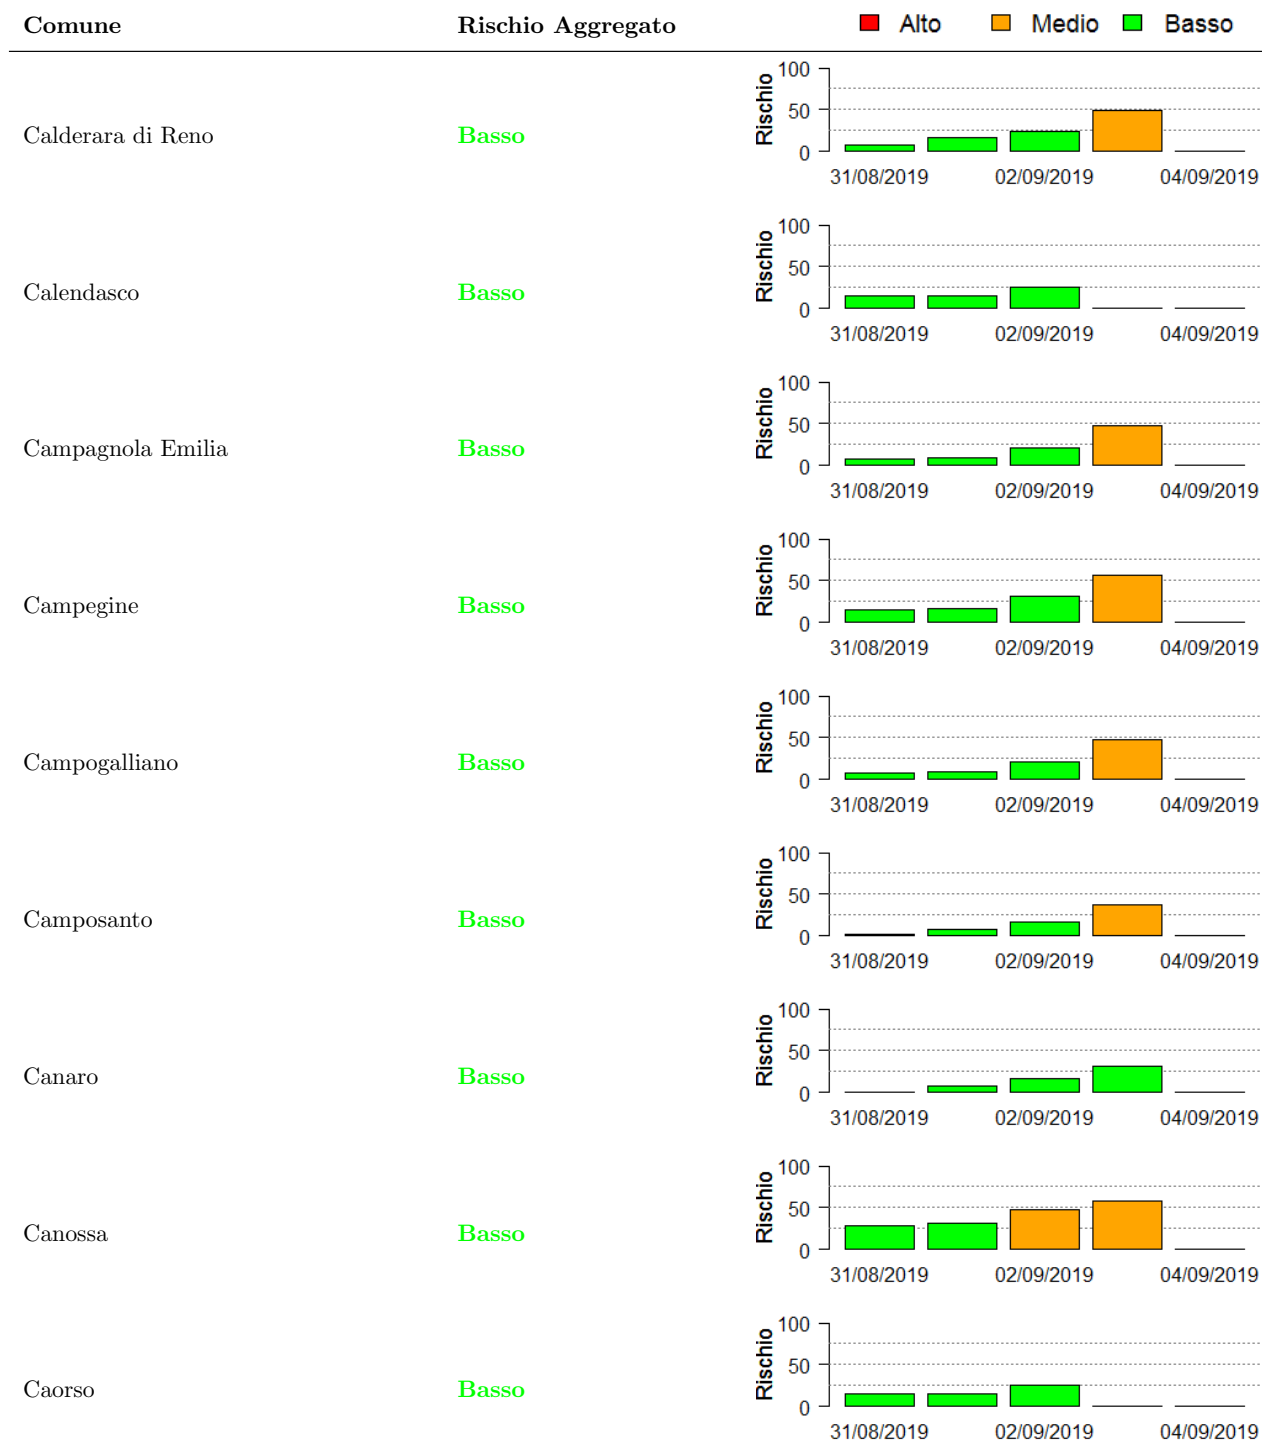 Comune Rischio Aggregato Alto Medio Basso
100
50
0
Rischio
Calderara di Reno Basso
31/08/2019 02/09/2019 04/09/2019
100
50
0
Rischio
Calendasco Basso
31/08/2019 02/09/2019 04/09/2019
100
50
0
Rischio
Campagnola Emilia Basso
31/08/2019 02/09/2019 04/09/2019
100
50
0
Rischio
Campegine Basso
31/08/2019 02/09/2019 04/09/2019
100
50
0
Rischio
Campogalliano Basso
31/08/2019 02/09/2019 04/09/2019
100
50
0
Rischio
Camposanto Basso
31/08/2019 02/09/2019 04/09/2019
100
50
0
Rischio
Canaro Basso
31/08/2019 02/09/2019 04/09/2019
100
50
0
Rischio
Canossa Basso
31/08/2019 02/09/2019 04/09/2019
100
50
0
Rischio
Caorso Basso
31/08/2019 02/09/2019 04/09/2019